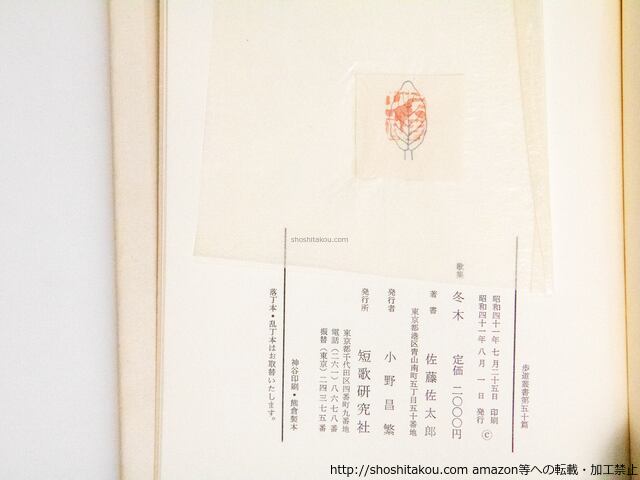 歩道叢書第五十篇
昭和四十一年七月二十五日 印刷
昭和四十一年八月一日 発行 ©
歌集 冬木 定価 二〇〇〇円
著書 佐藤佐太郎
東京都港区青山南町五丁目五十番地
発行者 小野昌繁
発行所 短歌研究社
東京都千代田区四番町九番地
電話(二六一)八六七八番
振替(東京)二四三七五番
神谷印刷・熊倉製本
落丁本・乱丁本はお取替いたします。
shoshitakou.com
http://shoshitakou.com amazon等への転載・加工禁止